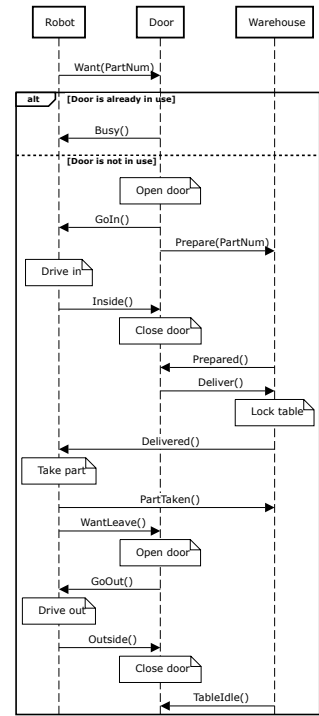 Robot Door Warehouse
Want(PartNum)
alt [Door is already in use]
Busy()
[Door is not in use]
Open door
GoIn()
Prepare(PartNum)
Drive in
Inside()
Close door
Prepared()
Deliver()
Lock table
Delivered()
Take part
PartTaken()
WantLeave()
Open door
GoOut()
Drive out
Outside()
Close door
TableIdle()